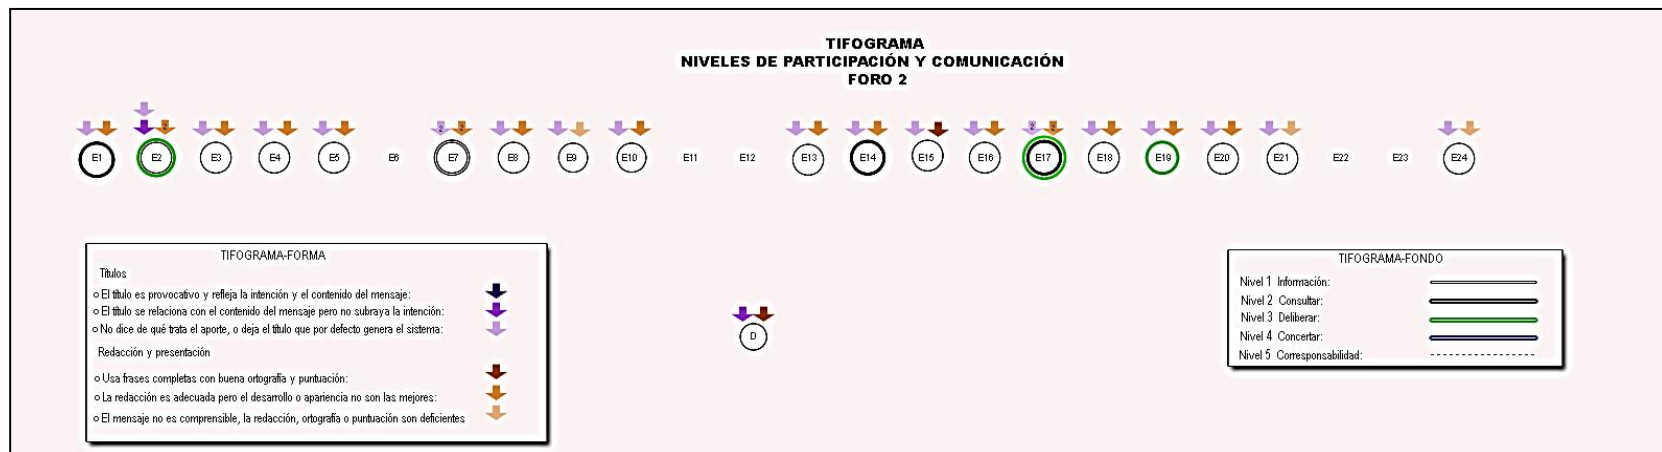 TIFOGRAMA
NIVELES DE PARTICIPACIÓN Y COMUNICACIÓN
FORO 2
2 2 2 2 2
E1 E2 E3 E4 E5 E6 E7 E8 E9 E10 E11 E12 E13 E14 E15 E16 E17 E18 E19 E20 E21 E22 E23 E24
TIFOGRAMA-FORMA
Títulos
El título es provocativo y refleja la intención y el contenido del mensaje:
El título se relaciona con el contenido del mensaje pero no subraya la intención:
No dice de qué trata el aporte, o deja el título que por defecto genera el sistema:
Redacción y presentación
Usa frases completas con buena ortografía y puntuación:
La redacción es adecuada pero el desarrollo o apariencia no son las mejores:
El mensaje no es comprensible, la redacción, ortografía o puntuación son deficientes
D
TIFOGRAMA-FONDO
Nivel 1 Información:
Nivel 2 Consultar:
Nivel 3 Deliberar:
Nivel 4 Concertar:
Nivel 5 Corresponsabilidad: